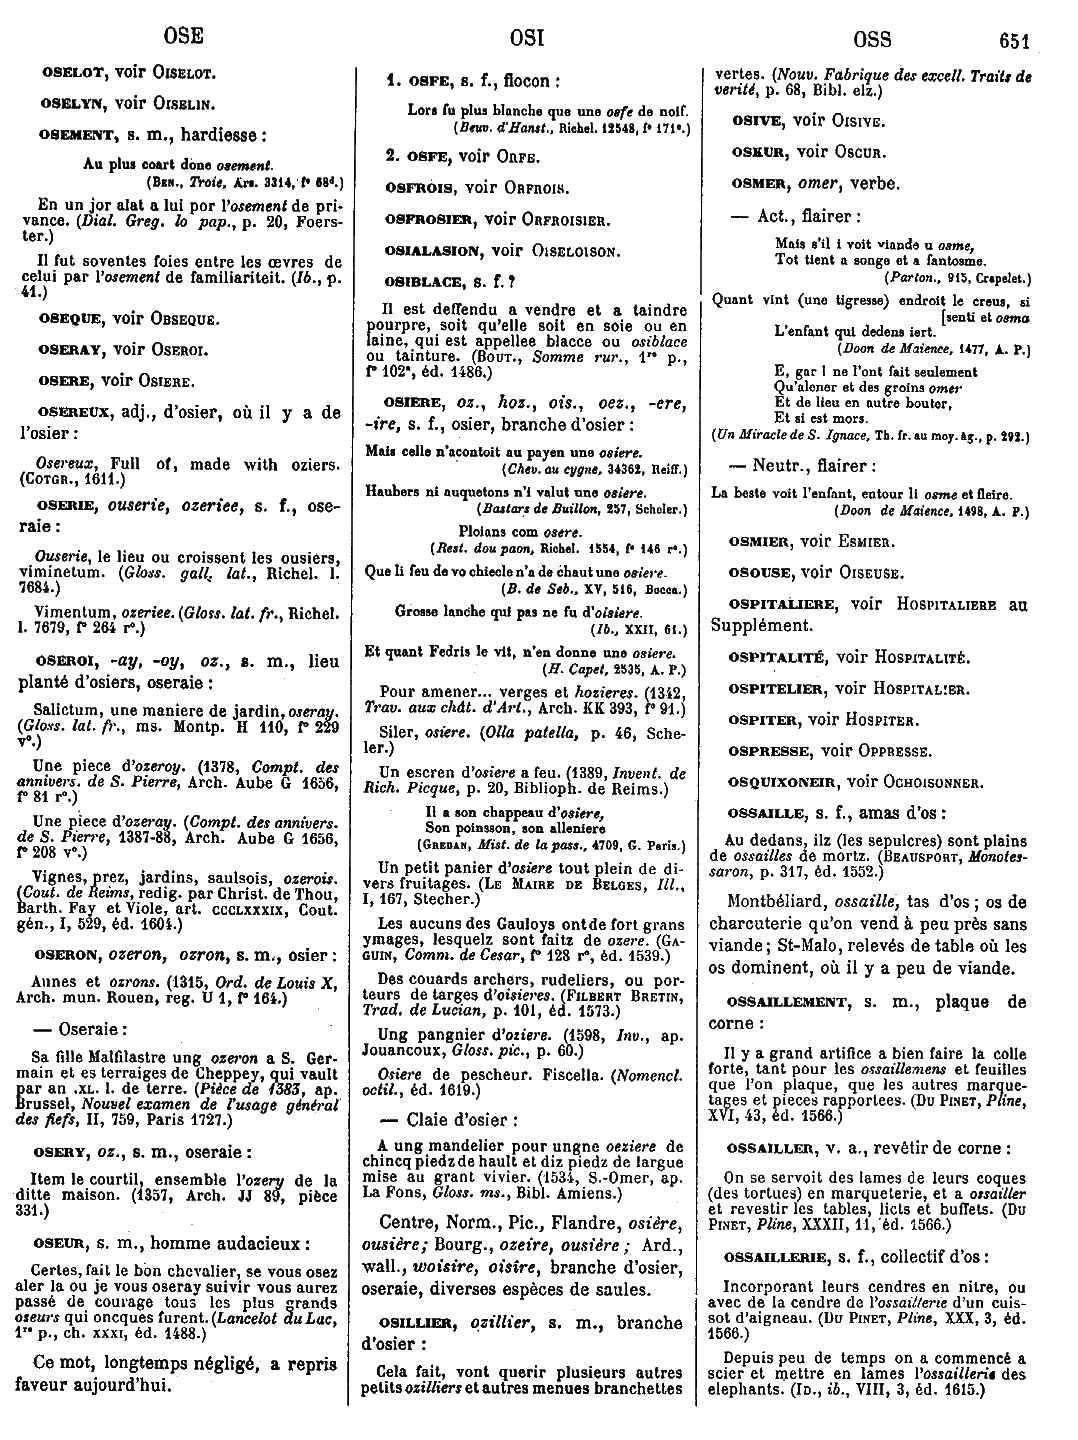 OSE
OSI
OSS
651
OSELOT, voir OISELOT.
OSELYN, voir OISELIN.
OSEMENT, s. m., hardiesse :
Au plus coart done osement.
(BEN., Troie, Ars. 3314, f° 68d.)
En un jor alat a lui por l'osement de pri-
vance. (Dial. Greg. lo pap., p. 20, Foers-
ter.)
Il fut soventes foies entre les œvres de
celui par l'osement de familiariteit. (Ib., p.
41.)
OSEQUE, voir OBSEQUE.
OSERAY, voir OSEROI.
OSERE, voir OSIERE.
OSEREUX, adj., d'osier, où il y a de
l'osier :
Osereux, Full of, made with oziers.
(COTGR., 1611.)
OSERIE, ouserie, ozeriee, s. f., ose-
raie :
Ouserie, le lieu ou croissent les ousiers,
viminetum. (Gloss. gall. lat., Richel. l.
7684.)
Vimentum, ozeriee. (Gloss. lat. fr., Richel.
l. 7679, f° 264 r°.)
OSEROI, -ay, -oy, oz., s. m., lieu
planté d'osiers, oseraie :
Salictum, une maniere de jardin, oseray.
(Gloss. lat. fr., ms. Montp. H 110, f° 229
v°.)
Une piece d'ozeroy. (1378, Compt. des
annivers. de S. Pierre, Arch. Aube G 1656,
f° 81 r°.)
Une piece d'ozeray. (Compt. des annivers.
de S. Pierre, 1387-88, Arch. Aube G 1656,
f° 208 v°.)
Vignes, prez, jardins, saulsois, ozerois.
(Cout. de Reims, redig. par Christ. de Thou,
Barth. Fay et Viole, art. CCCLXXXIX, Cout.
gén., I, 529, éd. 1604.)
OSERON, ozeron, ozron, s. m., osier :
Aunes et ozrons. (1315, Ord. de Louis X,
Arch. mun. Rouen, reg. U 1, f° 164.)
— Oseraie :
Sa fille Malfilastre ung ozeron a S. Ger-
main et es terraiges de Cheppey, qui vault
par an .XL. l. de terre. (Pièce de 1383, ap.
Brussel, Nouvel examen de l'usage général
des fiefs, II, 759, Paris 1727.)
OSERY, oz., s. m., oseraie :
Item le courtil, ensemble l'ozery de la
ditte maison. (1357, Arch. JJ 89, pièce
331.)
OSEUR, s. m., homme audacieux :
Certes, fait le bon chevalier, se vous osez
aler la ou je vous oseray suivir vous aurez
passé de courage tous les plus grands
oseurs qui oncques furent. (Lancelot du Lac,
1re p., ch. XXXI, éd. 1488.)
Ce mot, longtemps négligé, a repris
faveur aujourd'hui.
1. OSFE, s. f., flocon :
Lors fu plus blanche que une osfe de noif.
(Beuv. d'Hanst., Richel. 12548, f° 171c.)
2. OSFE, voir ORFE.
OSFROIS, voir ORFROIS.
OSFROSIER, voir ORFROISIER.
OSIALASION, voir OISELOISON.
OSIBLACE, s. f. ?
Il est deffendu a vendre et a taindre
pourpre, soit qu'elle soit en soie ou en
laine, qui est appellee blacce ou osiblace
ou tainture. (BOUT., Somme rur., 1re p.,
f° 102a, éd. 1486.)
OSIERE, oz., hoz., ois., oez., -ere,
-ire, s. f., osier, branche d'osier :
Mais celle n'acontoit au payen une osiere.
(Chev. au cygne, 34362, Reiff.)
Haubers ni auquetons n'i valut une osiere.
(Bastars de Buillon, 257, Scheler.)
Ploians com osere.
(Rest. dou paon, Richel. 1554, f° 146 r°.)
Que li feu de vo chiecle n'a de chaut une osiere.
(B. de Seb., XV, 516, Bocca.)
Grosse lanche qui pas ne fu d'oisiere.
(Ib., XXII, 61.)
Et quant Fedris le vit, n'en donne une osiere.
(H. Capet, 2535, A. P.)
Pour amener... verges et hozieres. (1342,
Trav. aux chât. d'Art., Arch. KK 393, f° 91.)
Siler, osiere. (Olla patella, p. 46, Sche-
ler.)
Un escren d'osiere a feu. (1389, Invent. de
Rich. Picque, p. 20, Biblioph. de Reims.)
Il a son chappeau d'osiere,
Son poinsson, son alleniere
(GREBAN, Mist. de la pass., 4709, G. Paris.)
Un petit panier d'osiere tout plein de di-
vers fruitages. (LE MAIRE DE BELGES, Ill.,
I, 167, Stecher.)
Les aucuns des Gauloys ont de fort grans
ymages, lesquelz sont faitz de ozere. (GA-
GUIN, Comm. de Cesar, f° 128 r°, éd. 1539.)
Des couards archers, rudeliers, ou por-
teurs de targes d'oisieres. (FILBERT BRETIN,
Trad. de Lucian, p. 101, éd. 1573.)
Ung pangnier d'oziere. (1598, Inv., ap.
Jouancoux, Gloss. pic., p. 60.)
Osiere de pescheur. Fiscella. (Nomencl.
octil., éd. 1619.)
— Claie d'osier :
A ung mandelier pour ungne oeziere de
chincq piedz de hault et diz piedz de largue
mise au grant vivier. (1534, S.-Omer, ap.
La Fons, Gloss. ms., Bibl. Amiens.)
Centre, Norm., Pic., Flandre, osière,
ousière; Bourg., ozeire, ousière ; Ard.,
wall., woisire, oisire, branche d'osier,
oseraie, diverses espèces de saules.
OSILLIER, ozillier, s. m., branche
d'osier :
Cela fait, vont querir plusieurs autres
petits ozilliers et autres menues branchettes
vertes. (Nouv. Fabrique des excell. Traits de
verité, p. 68, Bibl. elz.)
OSIVE, voir OISIVE.
OSKUR, voir OSCUR.
OSMER, omer, verbe.
— Act., flairer :
Mais s'il i voit viande u osme,
Tot tient a songe et a fantosme.
(Parton., 915, Crapelet.)
Quant vint (une tigresse) endroit le creus, si
[senti et osma
L'enfant qui dedens iert.
(Doon de Maience, 1477, A. P.)
E, gar l ne l'ont fait seulement
Qu'alener et des groins omer
Et de lieu en autre bouter,
Et si est mors.
(Un Miracle de S. Ignace, Th. fr. au moy. âg., p. 292.)
— Neutr., flairer :
La beste voit l'enfant, entour li osme et fleire.
(Doon de Maience, 1498, A. P.)
OSMIER, voir ESMIER.
OSOUSE, voir OISEUSE.
OSPITALIERE, voir HOSPITALIERE au
Supplément.
OSPITALITÉ, voir HOSPITALITÉ.
OSPITELIER, voir HOSPITALIER.
OSPITER, voir HOSPITER.
OSPRESSE, voir OPPRESSE.
OSQUIXONEIR, voir OCHOISONNER.
OSSAILLE, s. f., amas d'os :
Au dedans, ilz (les sepulcres) sont plains
de ossailles de mortz. (BEAUSPORT, Monotes-
saron, p. 317, éd. 1552.)
Montbéliard, ossaille, tas d'os ; os de
charcuterie qu'on vend à peu près sans
viande ; St-Malo, relevés de table où les
os dominent, où il y a peu de viande.
OSSAILLEMENT, s. m., plaque de
corne :
Il y a grand artifice a bien faire la colle
forte, tant pour les ossaillemens et feuilles
que l'on plaque, que les autres marque-
tages et pieces rapportees. (DU PINET, Pline,
XVI, 43, éd. 1566.)
OSSAILLER, v. a., revêtir de corne :
On se servoit des lames de leurs coques
(des tortues) en marqueterie, et a ossailler
et revestir les tables, licts et buffets. (DU
PINET, Pline, XXXII, 11, éd. 1566.)
OSSAILLERIE, s. f., collectif d'os :
Incorporant leurs cendres en nitre, ou
avec de la cendre de l'ossaillerie d'un cuis-
sot d'aigneau. (DU PINET, Pline, XXX, 3, éd.
1566.)
Depuis peu de temps on a commencé a
scier et mettre en lames l'ossaillerie des
elephants. (ID., ib., VIII, 3, éd. 1615.)